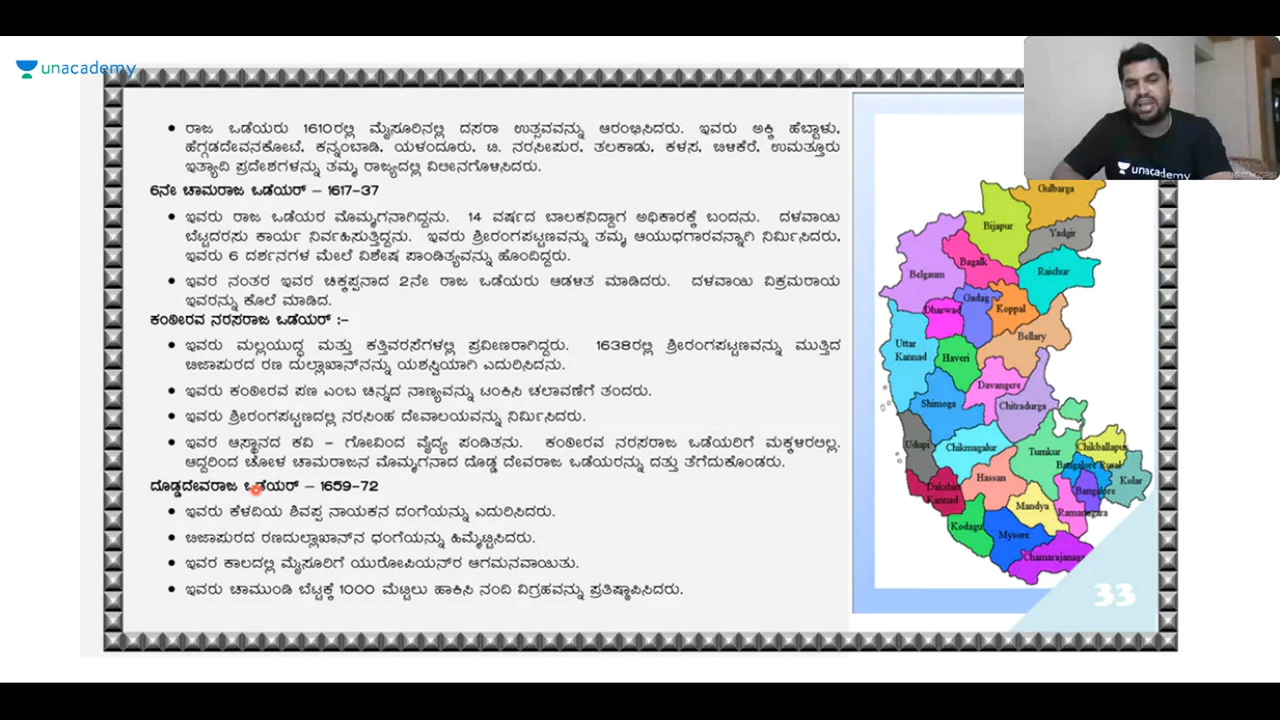 unacademy
• ರಾಜ ಒಡೆಯರು 1610ರಲ್ಲಿ ಮೈಸೂರಿನಲ್ಲಿ ದಸರಾ ಉತ್ಸವವನ್ನು ಆರಂಭಿಸಿದರು. ಇವರು ಅಕ್ಕಿ ಹೆಬ್ಬಾಳು,
ಹೆಗ್ಗಡದೇವನಕೋಟೆ, ಕನ್ನಂಬಾಡಿ, ಯಳಂದೂರು, ಟಿ. ನರಸೀಪುರ, ತಲಕಾಡು, ಕಳಸ, ಬಿಳಿಕೆರೆ, ಉಮತ್ತೂರು
ಇತ್ಯಾದಿ ಪ್ರದೇಶಗಳನ್ನು ತಮ್ಮ ರಾಜ್ಯದಲ್ಲಿ ವಿಲೀನಗೊಳಿಸಿದರು.
6ನೇ ಚಾಮರಾಜ ಒಡೆಯರ್ – 1617-37
• ಇವರು ರಾಜ ಒಡೆಯರ ಮೊಮ್ಮಗನಾಗಿದ್ದನು. 14 ವರ್ಷದ ಬಾಲಕನಿದ್ದಾಗ ಅಧಿಕಾರಕ್ಕೆ ಬಂದನು. ದಳವಾಯಿ
ಬೆಟ್ಟದರಸು ಕಾರ್ಯ ನಿರ್ವಹಿಸುತ್ತಿದ್ದನು. ಇವರು ಶ್ರೀರಂಗಪಟ್ಟಣವನ್ನು ತಮ್ಮ ಆಯುಧಗಾರವನ್ನಾಗಿ ನಿರ್ಮಿಸಿದರು.
ಇವರು 6 ದರ್ಶನಗಳ ಮೇಲೆ ವಿಶೇಷ ಪಾಂಡಿತ್ಯವನ್ನು ಹೊಂದಿದ್ದರು.
• ಇವರ ನಂತರ ಇವರ ಚಿಕ್ಕಪ್ಪನಾದ 2ನೇ ರಾಜ ಒಡೆಯರು ಆಡಳಿತ ಮಾಡಿದರು. ದಳವಾಯಿ ವಿಕ್ರಮರಾಯ
ಇವರನ್ನು ಕೊಲೆ ಮಾಡಿದ.
ಕಂಠೀರವ ನರಸರಾಜ ಒಡೆಯರ್ :-
• ಇವರು ಮಲ್ಲಯುದ್ಧ ಮತ್ತು ಕತ್ತಿವರಸೆಗಳಲ್ಲಿ ಪ್ರವೀಣರಾಗಿದ್ದರು. 1638ರಲ್ಲಿ ಶ್ರೀರಂಗಪಟ್ಟಣವನ್ನು ಮುತ್ತಿದ
ಬಿಜಾಪುರದ ರಣ ದುಲ್ಲಾಖಾನ್‌ನನ್ನು ಯಶಸ್ವಿಯಾಗಿ ಎದುರಿಸಿದನು.
• ಇವರು ಕಂಠೀರವ ಪಣ ಎಂಬ ಚಿನ್ನದ ನಾಣ್ಯವನ್ನು ಟಂಕಿಸಿ ಚಲಾವಣೆಗೆ ತಂದರು.
• ಇವರು ಶ್ರೀರಂಗಪಟ್ಟಣದಲ್ಲಿ ನರಸಿಂಹ ದೇವಾಲಯವನ್ನು ನಿರ್ಮಿಸಿದರು.
• ಇವರ ಆಸ್ಥಾನದ ಕವಿ – ಗೋವಿಂದ ವೈದ್ಯ ಪಂಡಿತನು. ಕಂಠೀರವ ನರಸರಾಜ ಒಡೆಯರಿಗೆ ಮಕ್ಕಳಿರಲಿಲ್ಲ.
ಆದ್ದರಿಂದ ಚೋಳ ಚಾಮರಾಜನ ಮೊಮ್ಮಗನಾದ ದೊಡ್ಡ ದೇವರಾಜ ಒಡೆಯರನ್ನು ದತ್ತು ತೆಗೆದುಕೊಂಡರು.
ದೊಡ್ಡದೇವರಾಜ ಒಡೆಯರ್ – 1659-72
• ಇವರು ಕೆಳದಿಯ ಶಿವಪ್ಪ ನಾಯಕನ ದಂಗೆಯನ್ನು ಎದುರಿಸಿದರು.
• ಬಿಜಾಪುರದ ರಣದುಲ್ಲಾಖಾನ್‌ನ ಧಂಗೆಯನ್ನು ಹಿಮ್ಮೆಟ್ಟಿಸಿದರು.
• ಇವರ ಕಾಲದಲ್ಲಿ ಮೈಸೂರಿಗೆ ಯುರೋಪಿಯನ್‌ರ ಆಗಮನವಾಯಿತು.
• ಇವರು ಚಾಮುಂಡಿ ಬೆಟ್ಟಕ್ಕೆ 1000 ಮೆಟ್ಟಿಲು ಹಾಕಿಸಿ ನಂದಿ ವಿಗ್ರಹವನ್ನು ಪ್ರತಿಷ್ಠಾಪಿಸಿದರು.
unacademy
Gulbarga
Bijapur
Yadgir
Bagalk
Belgaum
Raichur
Gadag
Koppal
Dharwad
Bellary
Uttar
Kannad
Haveri
Davangere
Shimoga
Chitradurga
Udupi
Chikmagalur
Tumkur
Chikballapur
Bangalore Rural
Kolar
Hassan
Dakshin
Kannad
Bangalore
Mandya
Ramanagara
Kodagu
Mysore
Chamarajanaga
33